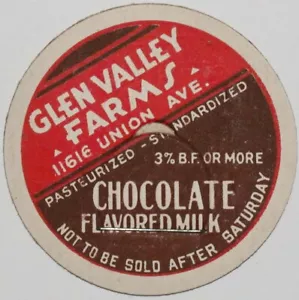 GLEN VALLEY
FARMS
11616 UNION AVE.
PASTEURIZED - STANDARDIZED
3% B.F. OR MORE
CHOCOLATE
FLAVORED MILK
NOT TO BE SOLD AFTER SATURDAY